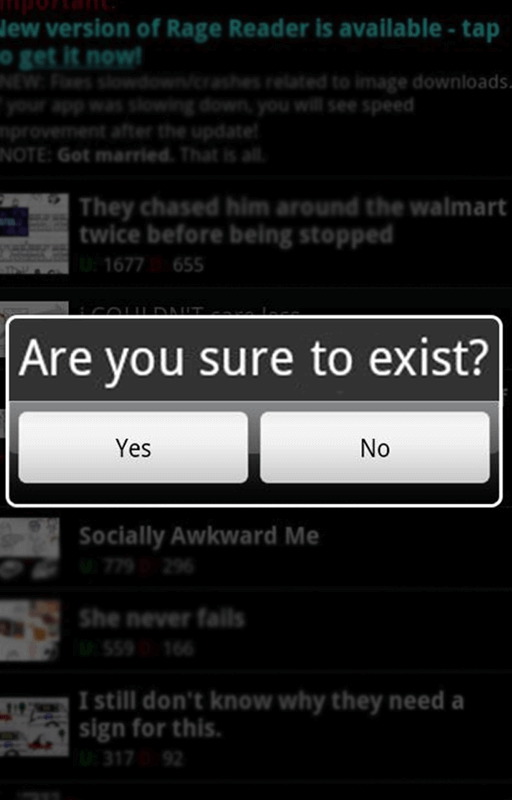 Important:
New version of Rage Reader is available - tap
to get it now!
NEW: Fixes slowdown/crashes related to image downloads.
f your app was slowing down, you will see speed
mprovement after the update!
NOTE: Got married. That is all.
They chased him around the walmart
twice before being stopped
U: 1677 D: 655
i COULDN'T care less
Are you sure to exist?
Yes No
Socially Awkward Me
U: 779 D: 296
She never fails
U: 559 D: 166
I still don't know why they need a
sign for this.
U: 317 D: 92